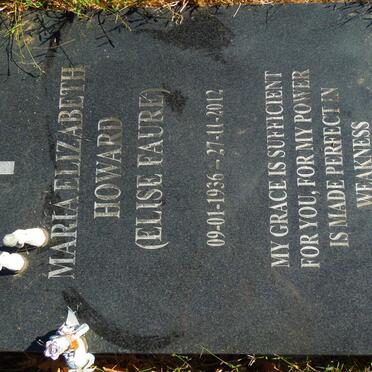 MARIA ELIZABETH
HOWARD
(ELISE FAURE)
09-01-1936 – 27-11-2012
MY GRACE IS SUFFICIENT
FOR YOU, FOR MY POWER
IS MADE PERFECT IN
WEAKNESS